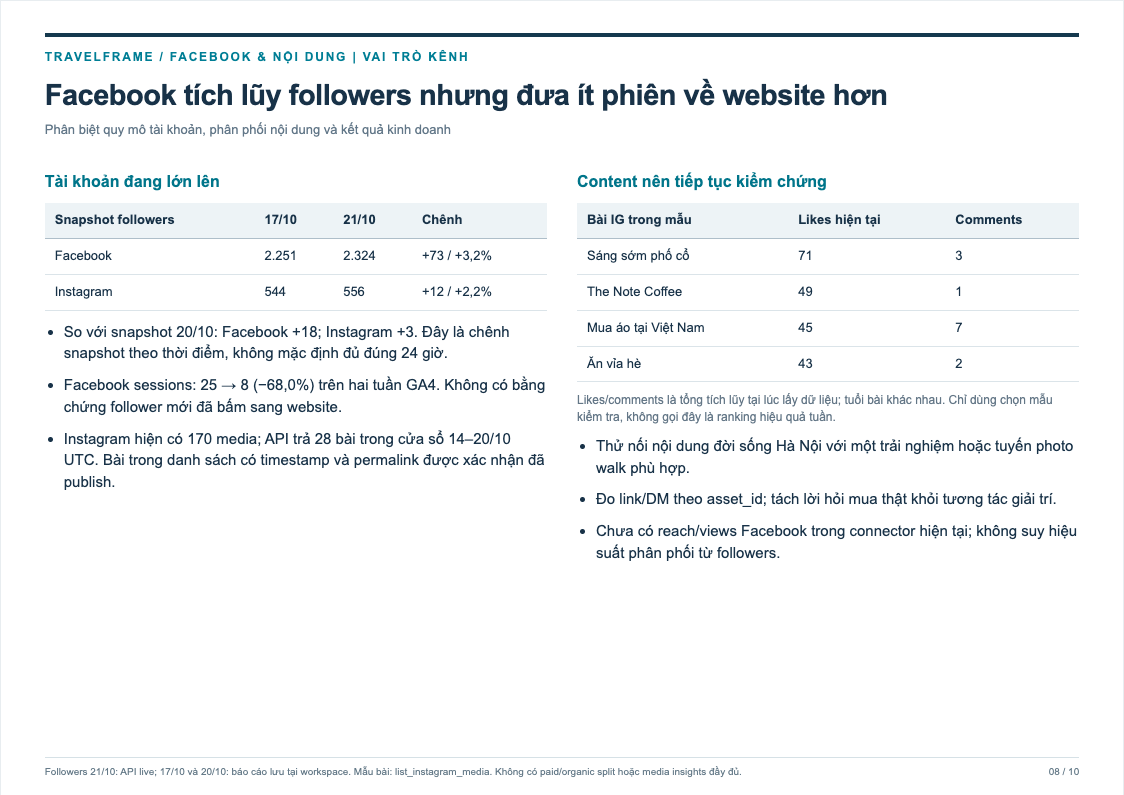 TRAVELFRAME / FACEBOOK & NỘI DUNG | VAI TRÒ KÊNH
Facebook tích lũy followers nhưng đưa ít phiên về website hơn
Phân biệt quy mô tài khoản, phân phối nội dung và kết quả kinh doanh
Tài khoản đang lớn lên
Snapshot followers 17/10 21/10 Chênh
Facebook 2.251 2.324 +73 / +3,2%
Instagram 544 556 +12 / +2,2%
• So với snapshot 20/10: Facebook +18; Instagram +3. Đây là chênh
snapshot theo thời điểm, không mặc định đủ đúng 24 giờ.
• Facebook sessions: 25 → 8 (−68,0%) trên hai tuần GA4. Không có bằng
chứng follower mới đã bấm sang website.
• Instagram hiện có 170 media; API trả 28 bài trong cửa sổ 14–20/10
UTC. Bài trong danh sách có timestamp và permalink được xác nhận đã
publish.
Content nên tiếp tục kiểm chứng
Bài IG trong mẫu Likes hiện tại Comments
Sáng sớm phố cổ 71 3
The Note Coffee 49 1
Mua áo tại Việt Nam 45 7
Ăn vỉa hè 43 2
Likes/comments là tổng tích lũy tại lúc lấy dữ liệu; tuổi bài khác nhau. Chỉ dùng chọn mẫu
kiểm tra, không gọi đây là ranking hiệu quả tuần.
• Thử nối nội dung đời sống Hà Nội với một trải nghiệm hoặc tuyến photo
walk phù hợp.
• Đo link/DM theo asset_id; tách lời hỏi mua thật khỏi tương tác giải trí.
• Chưa có reach/views Facebook trong connector hiện tại; không suy hiệu
suất phân phối từ followers.
Followers 21/10: API live; 17/10 và 20/10: báo cáo lưu tại workspace. Mẫu bài: list_instagram_media. Không có paid/organic split hoặc media insights đầy đủ.
08 / 10